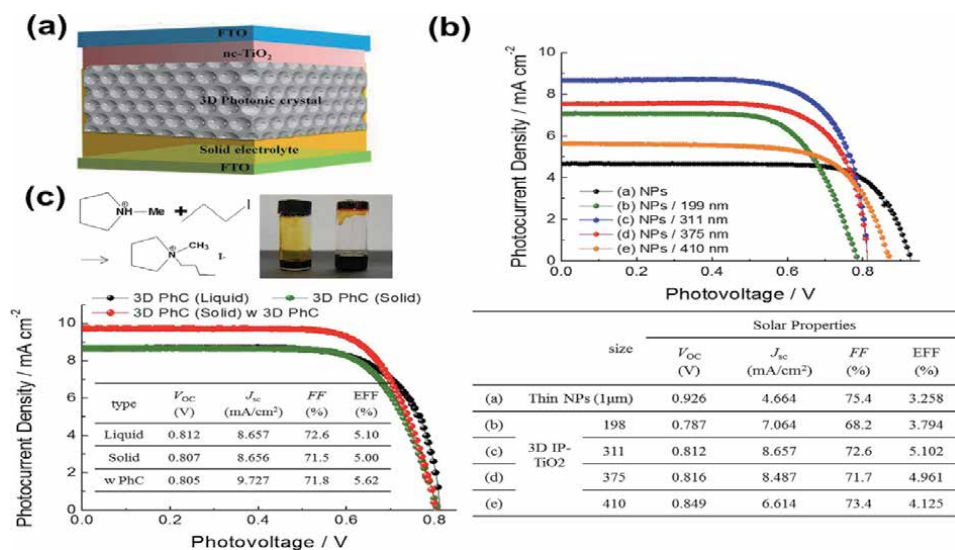 (a)
FTO
nc-TiO2
3D Photonic crystal
Solid electrolyte
FTO
(b)
Photocurrent Density / mA cm-2
10
8
6
4
2
0
(a) NPs
(b) NPs / 199 nm
(c) NPs / 311 nm
(d) NPs / 375 nm
(e) NPs / 410 nm
0.0 0.2 0.4 0.6 0.8
Photovoltage / V
Solar Properties
size VOC (V) Jsc (mA/cm2) FF (%) EFF (%)
(a) Thin NPs (1μm) 0.926 4.664 75.4 3.258
(b) 198 0.787 7.064 68.2 3.794
(c) 3D IP-TiO2 311 0.812 8.657 72.6 5.102
(d) 375 0.816 8.487 71.7 4.961
(e) 410 0.849 6.614 73.4 4.125
(c)
NH Me + I
N CH3 I-
3D PhC (Liquid) 3D PhC (Solid)
3D PhC (Solid) w 3D PhC
Photocurrent Density / mA cm-2
10
8
6
4
2
0
type VOC (V) Jsc (mA/cm2) FF (%) EFF (%)
Liquid 0.812 8.657 72.6 5.10
Solid 0.807 8.656 71.5 5.00
w PhC 0.805 9.727 71.8 5.62
0.0 0.2 0.4 0.6 0.8
Photovoltage / V